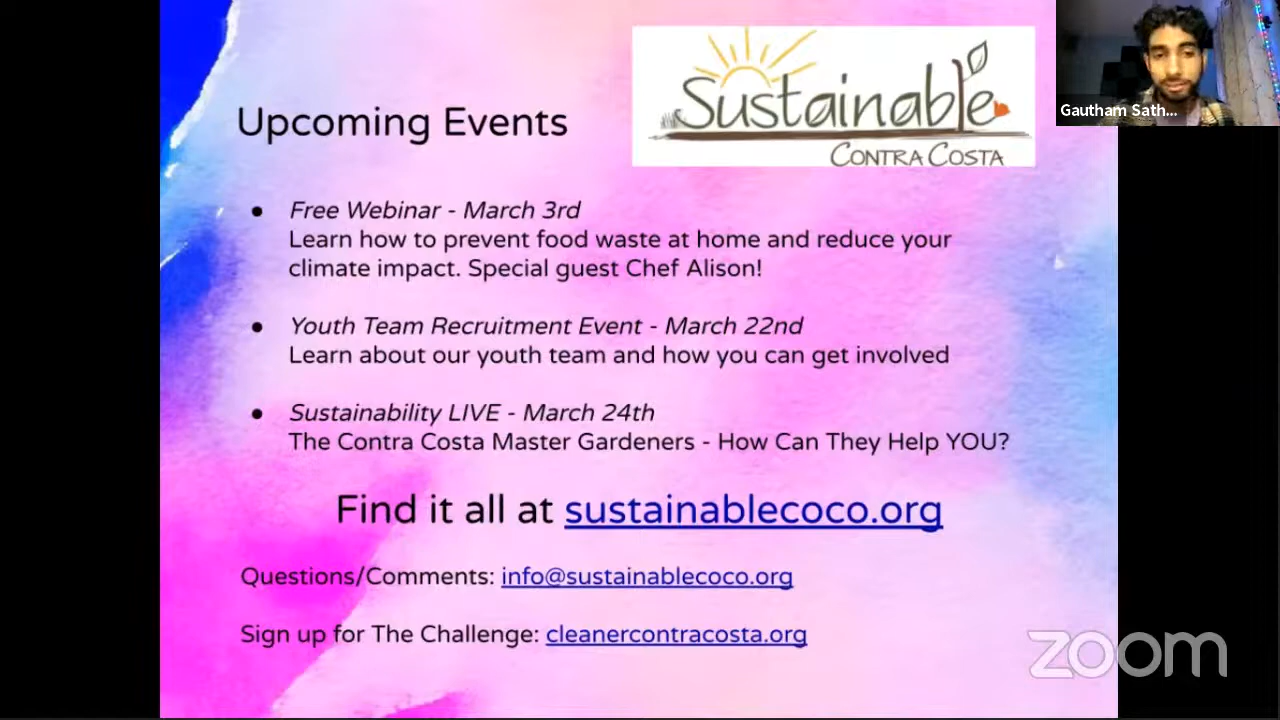 Sustainable
CONTRA COSTA
Gautham Sath...
Upcoming Events
● Free Webinar - March 3rd
Learn how to prevent food waste at home and reduce your
climate impact. Special guest Chef Alison!
● Youth Team Recruitment Event - March 22nd
Learn about our youth team and how you can get involved
● Sustainability LIVE - March 24th
The Contra Costa Master Gardeners - How Can They Help YOU?
Find it all at sustainablecoco.org
Questions/Comments: info@sustainablecoco.org
Sign up for The Challenge: cleanercontracosta.org
zoom